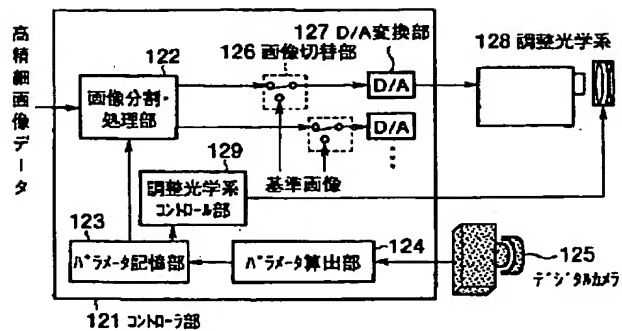 高精細画像データ
122
画像分割・
処理部
126 画像切替部
127 D/A変換部
D/A
D/A
128 調整光学系
基準画像
129
調整光学系
コントロール部
123
パラメータ記憶部
124
パラメータ算出部
125
デジタルカメラ
121 コントローラ部